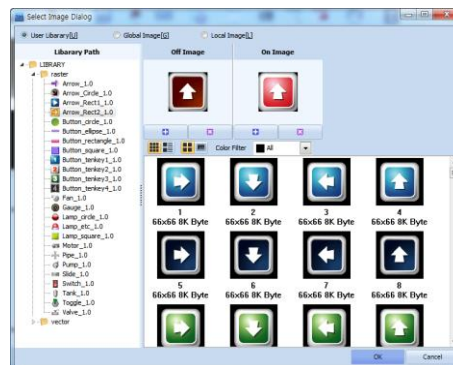 Select Image Dialog
User Libarary[U]
Global Image[G]
Local Image[L]
Libarary Path
Off Image
On Image
LIBRARY
raster
Arrow_1.0
Arrow_Circle_1.0
Arrow_Rect1_1.0
Arrow_Rect2_1.0
Button_circle_1.0
Button_ellipse_1.0
Button_rectangle_1.0
Button_square_1.0
Button_tenkey1_1.0
Button_tenkey2_1.0
Button_tenkey3_1.0
Button_tenkey4_1.0
Fan_1.0
Gauge_1.0
Lamp_circle_1.0
Lamp_etc_1.0
Lamp_square_1.0
Motor_1.0
Pipe_1.0
Pump_1.0
Slide_1.0
Switch_1.0
Tank_1.0
Toggle_1.0
Valve_1.0
vector
Color Filter
All
1
66x66 8K Byte
2
66x66 8K Byte
3
66x66 8K Byte
4
66x66 8K Byte
5
66x66 8K Byte
6
66x66 8K Byte
7
66x66 8K Byte
8
66x66 8K Byte
OK
Cancel